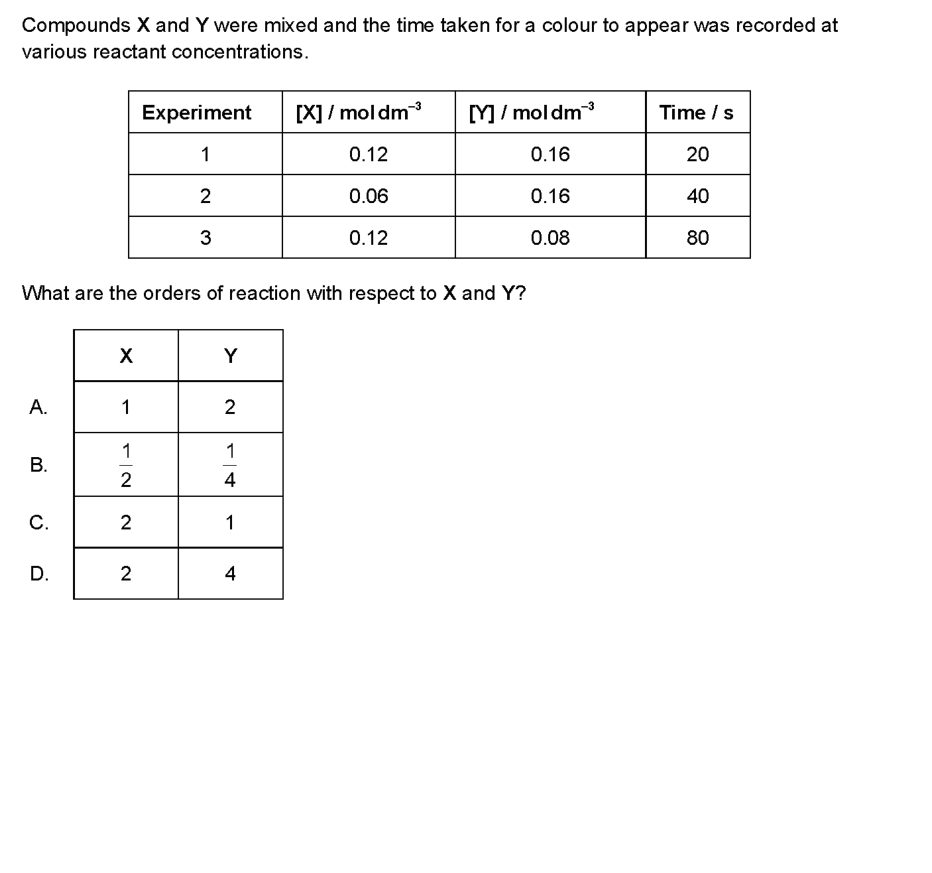 Compounds X and Y were mixed and the time taken for a colour to appear was recorded at
various reactant concentrations.
Experiment [X] / mol dm⁻³ [Y] / mol dm⁻³ Time / s
1 0.12 0.16 20
2 0.06 0.16 40
3 0.12 0.08 80
What are the orders of reaction with respect to X and Y?
X Y
A. 1 2
B. 1/2 1/4
C. 2 1
D. 2 4